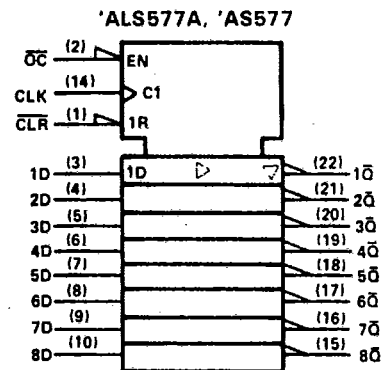 'ALS577A, 'AS577
O̅C̅ (2) EN
CLK (14) C1
C̅L̅R̅ (1) 1R
1D (3) 1D ▷ ▽ (22) 1Q̅
2D (4) (21) 2Q̅
3D (5) (20) 3Q̅
4D (6) (19) 4Q̅
5D (7) (18) 5Q̅
6D (8) (17) 6Q̅
7D (9) (16) 7Q̅
8D (10) (15) 8Q̅